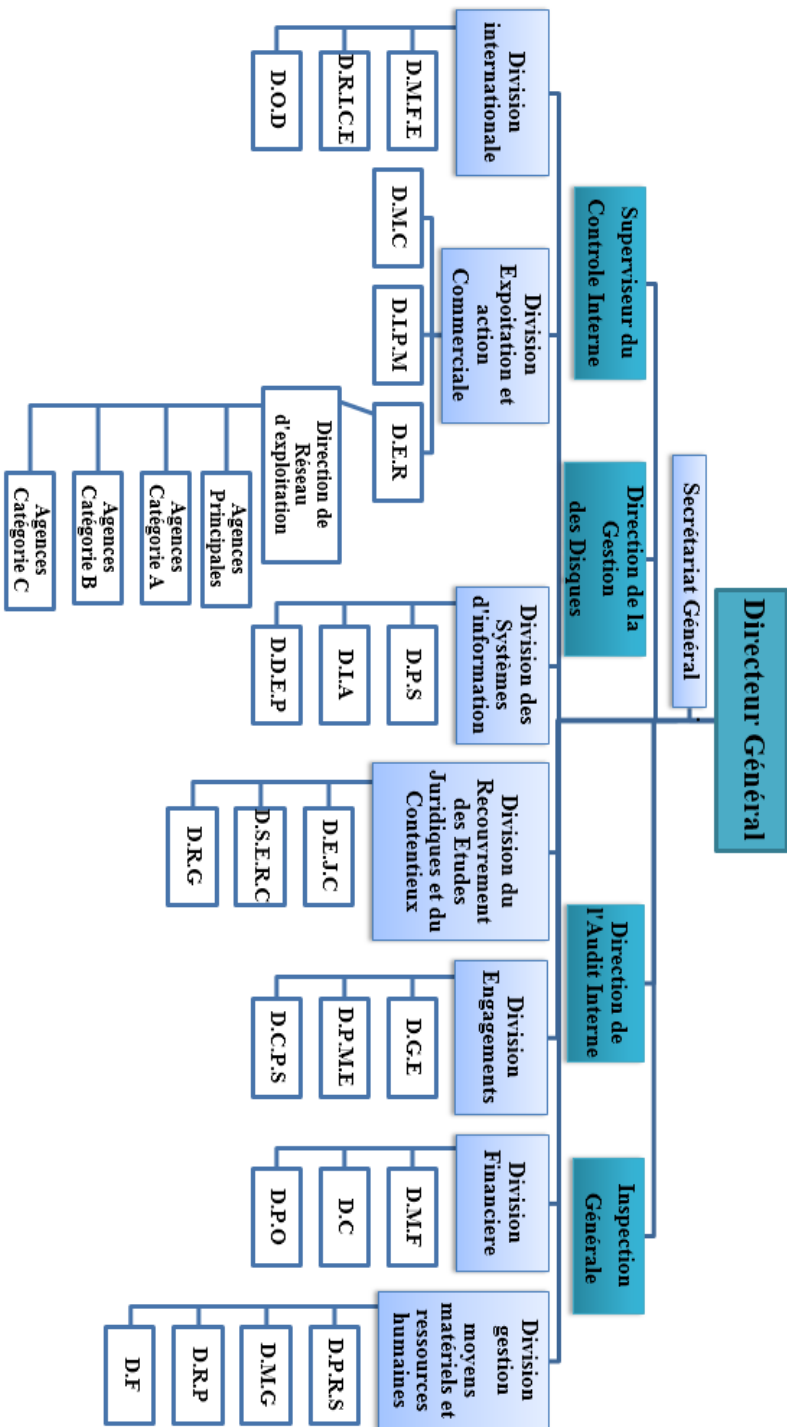 Directeur Général
Secrétariat Général
Superviseur du
Controle Interne
Direction de la
Gestion
des Disques
Direction de
l'Audit Interne
Inspection
Générale
Division
internationale
D.M.F.E
D.R.I.C.E
D.O.D
Division
Expoitation et
action
Commerciale
D.M.C
D.I.P.M
D.E.R
Direction de
Réseau
d'exploitation
Agences
Principales
Agences
Catégorie A
Agences
Catégorie B
Agences
Catégorie C
Division des
Systèmes
d'information
D.P.S
D.I.A
D.D.E.P
Division du
Recouvrement
des Etudes
Juridiques et du
Contentieux
D.E.J.C
D.S.E.R.C
D.R.G
Division
Engagements
D.G.E
D.P.M.E
D.C.P.S
Division
Financiere
D.M.F
D.C
D.P.O
Division
gestion
moyens
matériels et
ressources
humaines
D.P.R.S
D.M.G
D.R.P
D.F